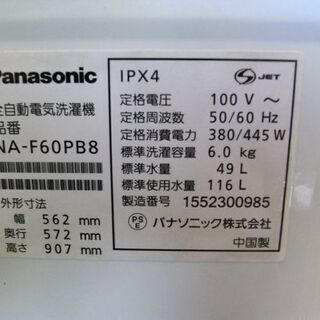 Panasonic
全自動電気洗濯機
品番
NA-F60PB8
外形寸法
幅 562 mm
奥行 572 mm
高さ 907 mm
IPX4
S JET
定格電圧 100 V ~
定格周波数 50/60 Hz
定格消費電力 380/445 W
標準洗濯容量 6.0 kg
標準水量 49 L
標準使用水量 116 L
製造番号 1552300985
PS E パナソニック株式会社
中国製